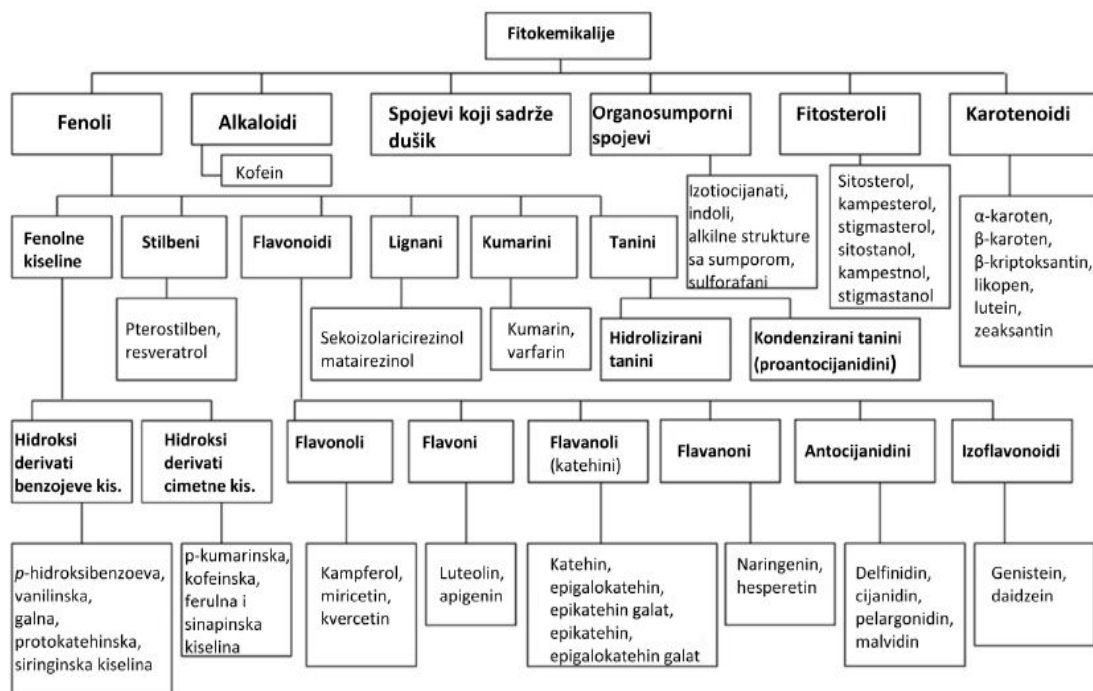 Fitokemikalije
Fenoli
Alkaloidi
Spojevi koji sadrže
dušik
Organosumporni
spojevi
Fitosteroli
Karotenoidi
Kofein
Izotiocijanati,
indoli,
alkilne strukture
sa sumporom,
sulforafani
Sitosterol,
kampesterol,
stigmasterol,
sitostanol,
kampestnol,
stigmastanol
α-karoten,
β-karoten,
β-kriptoksantin,
likopen,
lutein,
zeaksantin
Fenolne
kiseline
Stilbeni
Flavonoidi
Lignani
Kumarini
Tanini
Pterostilben,
resveratrol
Sekoizolaricirezinol
matairezinol
Kumarin,
varfarin
Hidrolizirani
tanini
Kondenzirani tanini
(proantocijanidini)
Hidroksi
derivati
benzojeve kis.
Hidroksi
derivati
cimetne kis.
Flavonoli
Flavoni
Flavanoli
(katehini)
Flavanoni
Antocijanidini
Izoflavonoidi
p-hidroksibenzoeva,
vanilinska,
galna,
protokatehinska,
siringinska kiselina
p-kumarinska,
kofeinska,
ferulna i
sinapinska
kiselina
Kampferol,
miricetin,
kvercetin
Luteolin,
apigenin
Katehin,
epigalokatehin,
epikatehin galat,
epikatehin,
epigalokatehin galat
Naringenin,
hesperetin
Delfinidin,
cijanidin,
pelargonidin,
malvidin
Genistein,
daidzein